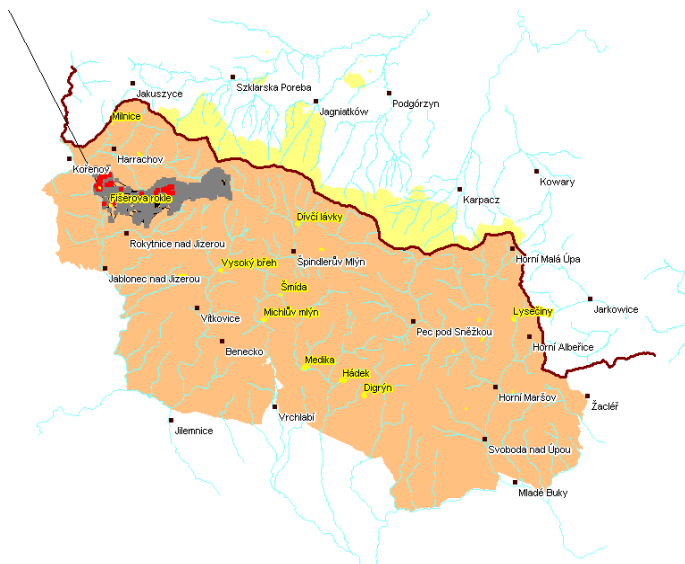 Szklarska Poreba
Jakuszyce
Podgórzyn
Jagniatków
Milnice
Harrachov
Kořenov
Kowary
Karpacz
Fišerova rokle
Dívčí lávky
Rokytnice nad Jizerou
Špindlerův Mlýn
Horní Malá Úpa
Vysoký břeh
Jablonec nad Jizerou
Šmída
Jarkowice
Michlův mlýn
Lysečiny
Vítkovice
Pec pod Sněžkou
Horní Albeřice
Benecko
Medika
Hádek
Digrýn
Horní Maršov
Žacléř
Vrchlabí
Jilemnice
Svoboda nad Úpou
Mladé Buky